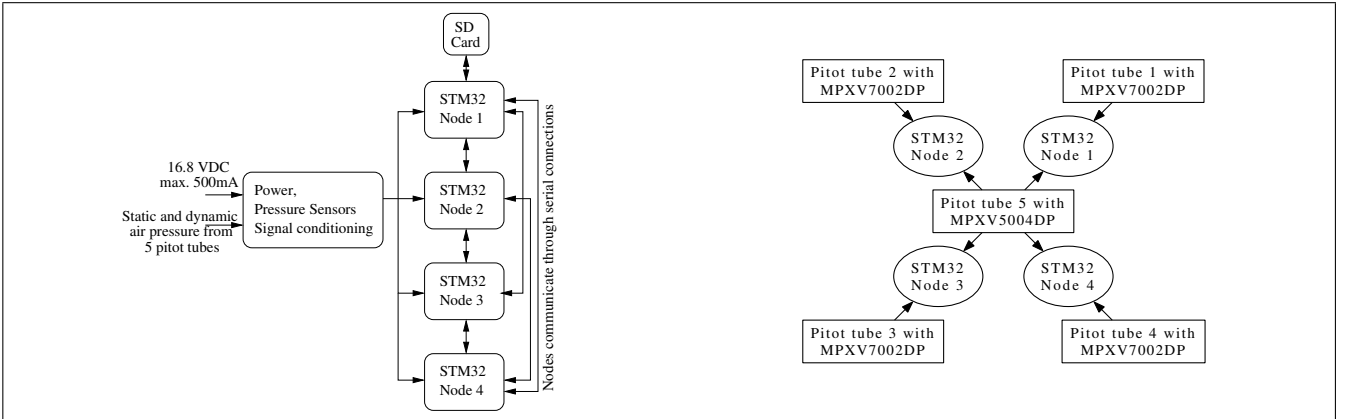 SD
Card
STM32
Node 1
STM32
Node 2
STM32
Node 3
STM32
Node 4
16.8 VDC
max. 500mA
Static and dynamic
air pressure from
5 pitot tubes
Power,
Pressure Sensors
Signal conditioning
Nodes communicate through serial connections
Pitot tube 2 with
MPXV7002DP
Pitot tube 1 with
MPXV7002DP
STM32
Node 2
STM32
Node 1
Pitot tube 5 with
MPXV5004DP
STM32
Node 3
STM32
Node 4
Pitot tube 3 with
MPXV7002DP
Pitot tube 4 with
MPXV7002DP